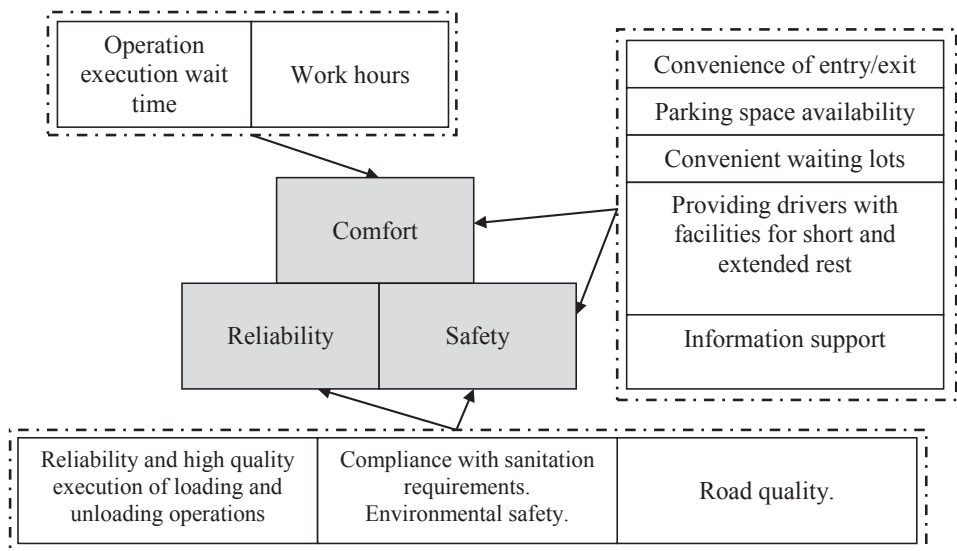 Operation
execution wait
time
Work hours
Convenience of entry/exit
Parking space availability
Convenient waiting lots
Providing drivers with
facilities for short and
extended rest
Information support
Comfort
Reliability
Safety
Reliability and high quality
execution of loading and
unloading operations
Compliance with sanitation
requirements.
Environmental safety.
Road quality.